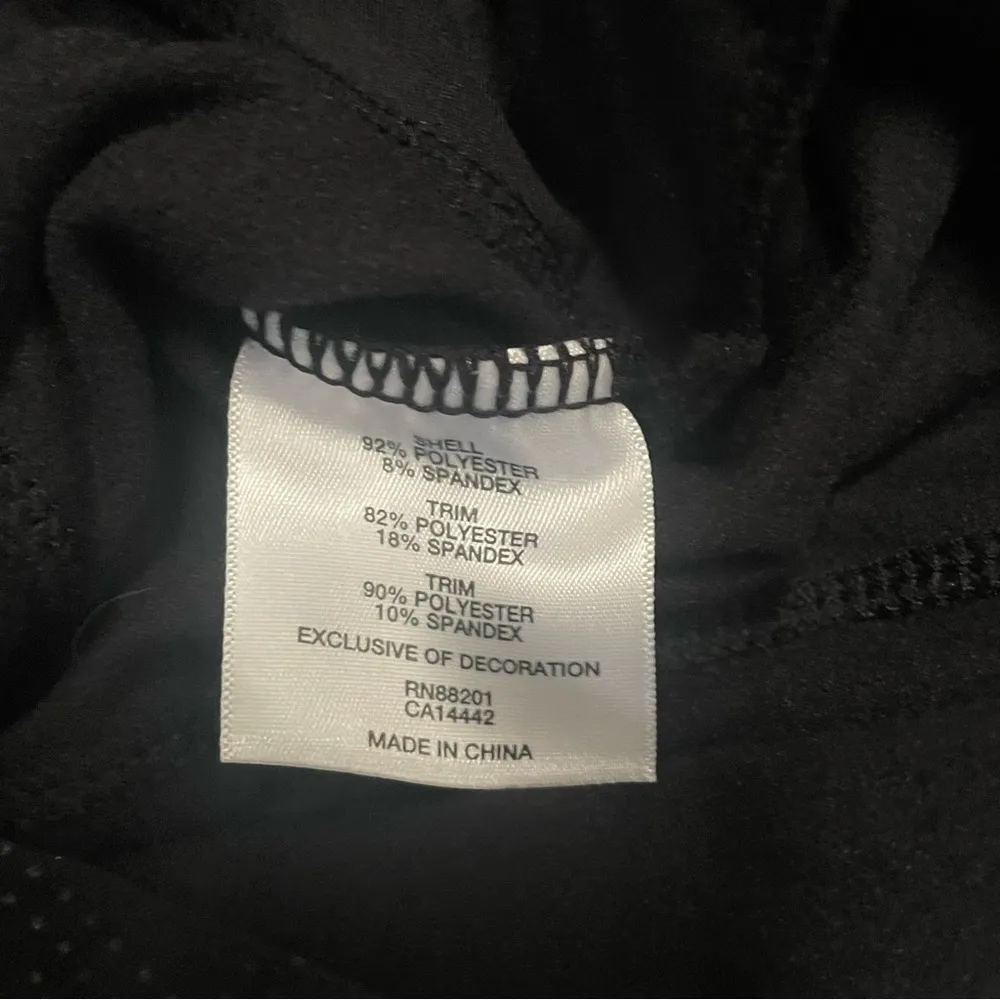 SHELL
92% POLYESTER
8% SPANDEX
TRIM
82% POLYESTER
18% SPANDEX
TRIM
90% POLYESTER
10% SPANDEX
EXCLUSIVE OF DECORATION
RN88201
CA14442
MADE IN CHINA